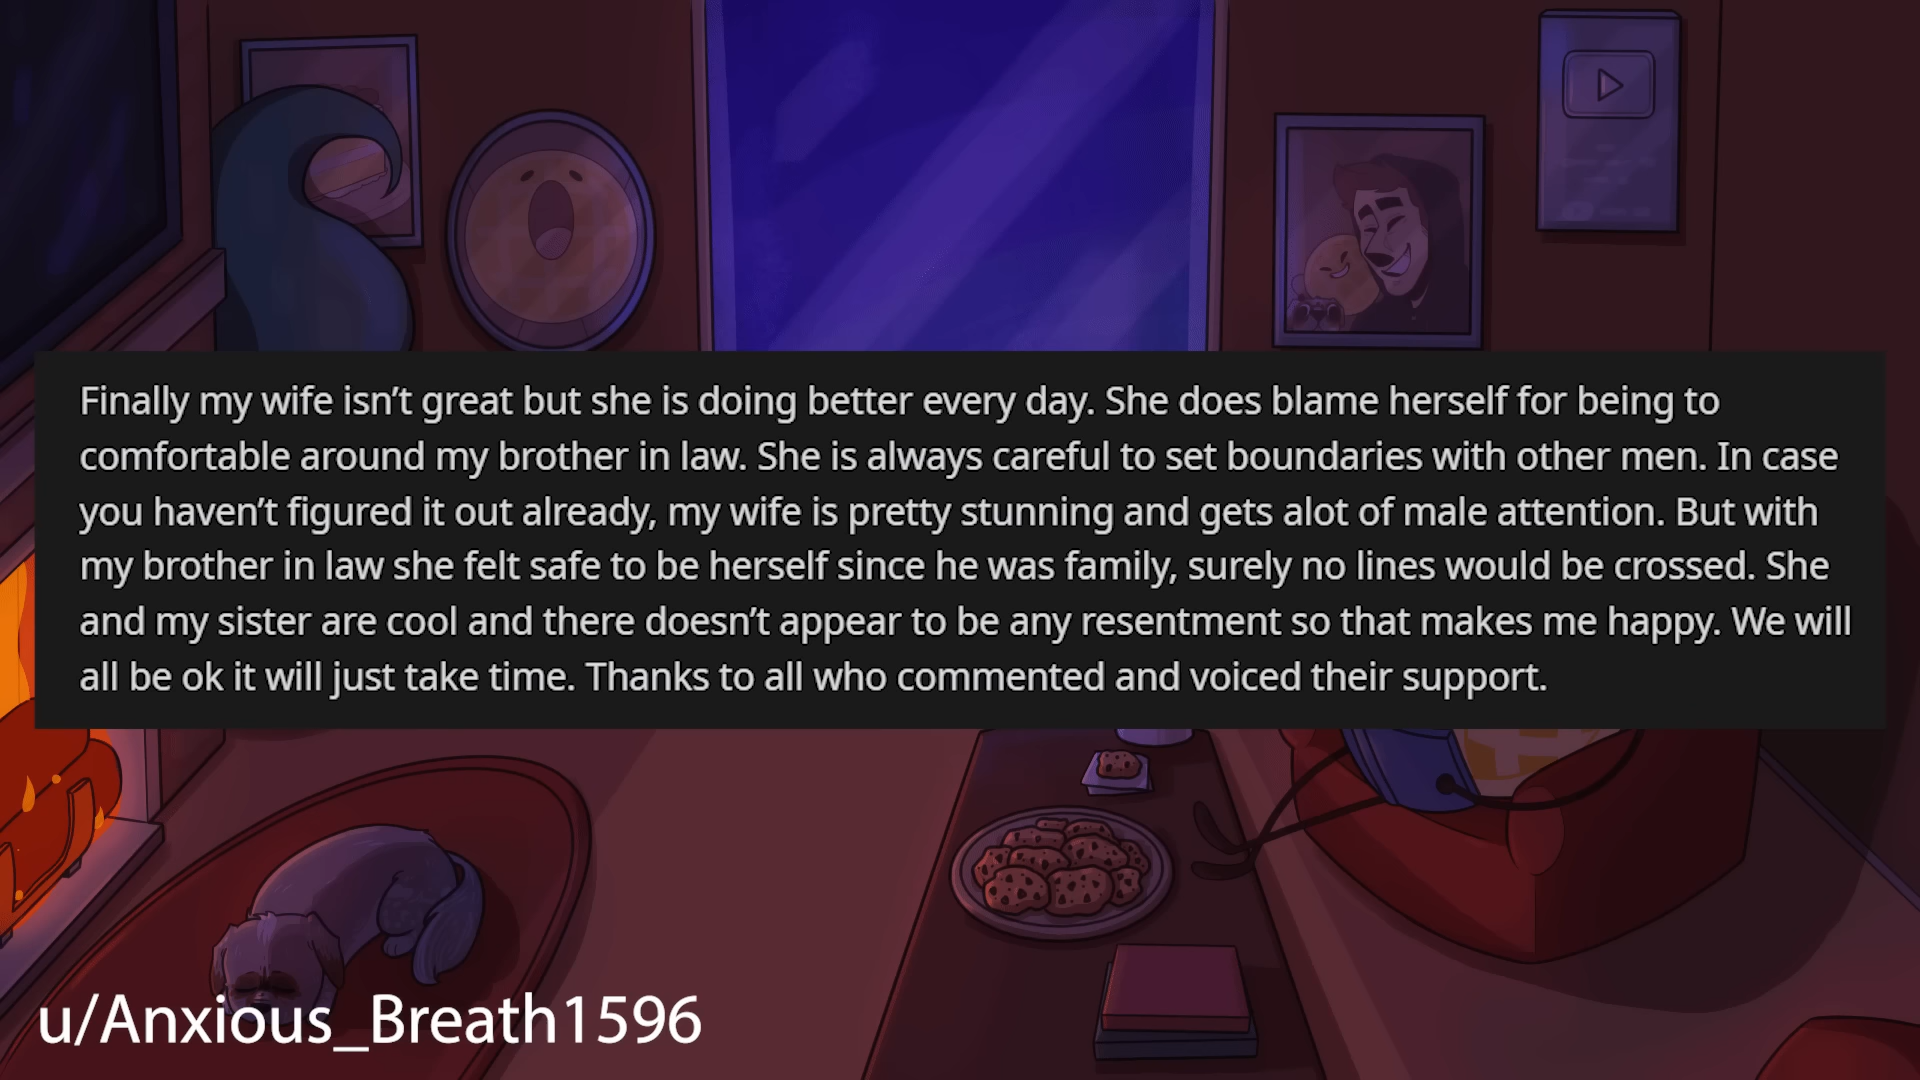 Finally my wife isn’t great but she is doing better every day. She does blame herself for being to
comfortable around my brother in law. She is always careful to set boundaries with other men. In case
you haven’t figured it out already, my wife is pretty stunning and gets alot of male attention. But with
my brother in law she felt safe to be herself since he was family, surely no lines would be crossed. She
and my sister are cool and there doesn’t appear to be any resentment so that makes me happy. We will
all be ok it will just take time. Thanks to all who commented and voiced their support.
u/Anxious_Breath1596